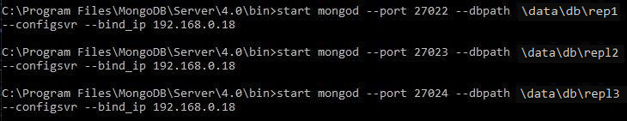 C:\Program Files\MongoDB\Server\4.0\bin>start mongod --port 27022 --dbpath \data\db\rep1
--configsvr --bind_ip 192.168.0.18
C:\Program Files\MongoDB\Server\4.0\bin>start mongod --port 27023 --dbpath \data\db\repl2
--configsvr --bind_ip 192.168.0.18
C:\Program Files\MongoDB\Server\4.0\bin>start mongod --port 27024 --dbpath \data\db\repl3
--configsvr --bind_ip 192.168.0.18